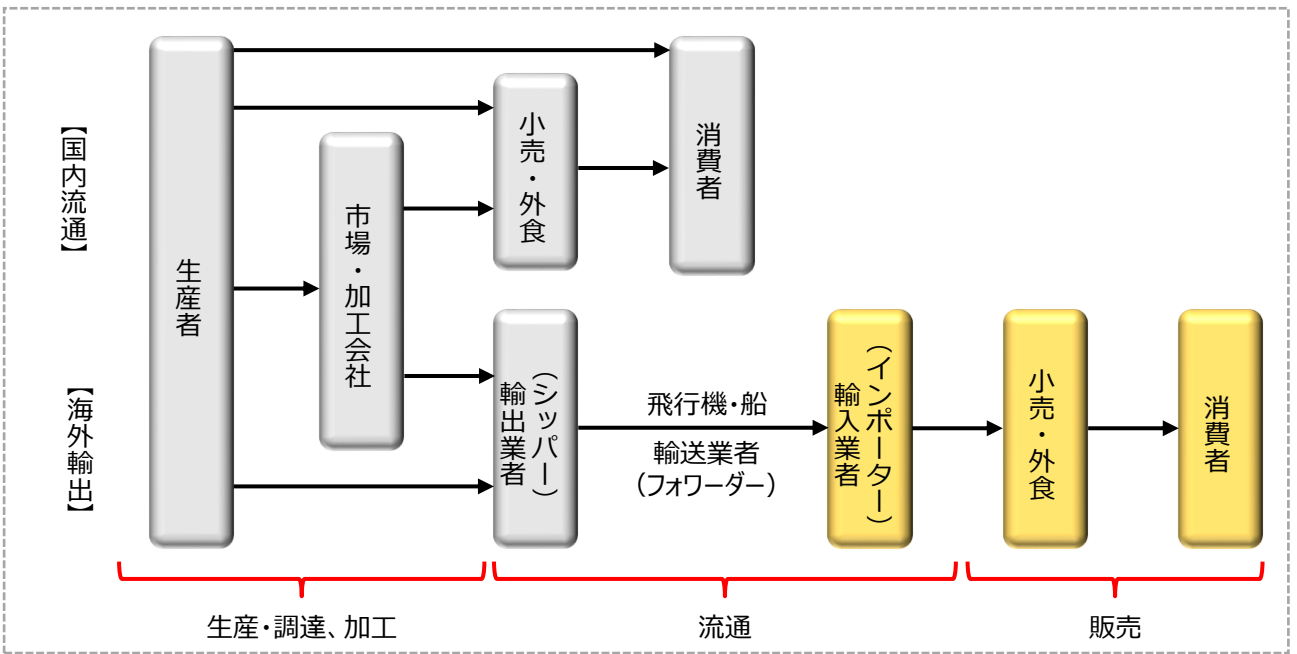 【国内流通】
【海外輸出】
生産者
市場・加工会社
小売・外食
消費者
輸出業者
（シッパー）
飛行機・船
輸送業者
（フォワーダー）
輸入業者
（インポーター）
小売・外食
消費者
生産・調達、加工
流通
販売